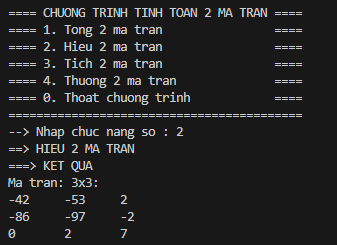 ==== CHUONG TRINH TINH TOAN 2 MA TRAN ====
==== 1. Tong 2 ma tran                ====
==== 2. Hieu 2 ma tran                ====
==== 3. Tich 2 ma tran                ====
==== 4. Thuong 2 ma tran              ====
==== 0. Thoat chuong trinh            ====
==========================================
--> Nhap chuc nang so : 2
==> HIEU 2 MA TRAN
===> KET QUA
Ma tran: 3x3:
-42     -53     2
-86     -97     -2
0       2       7